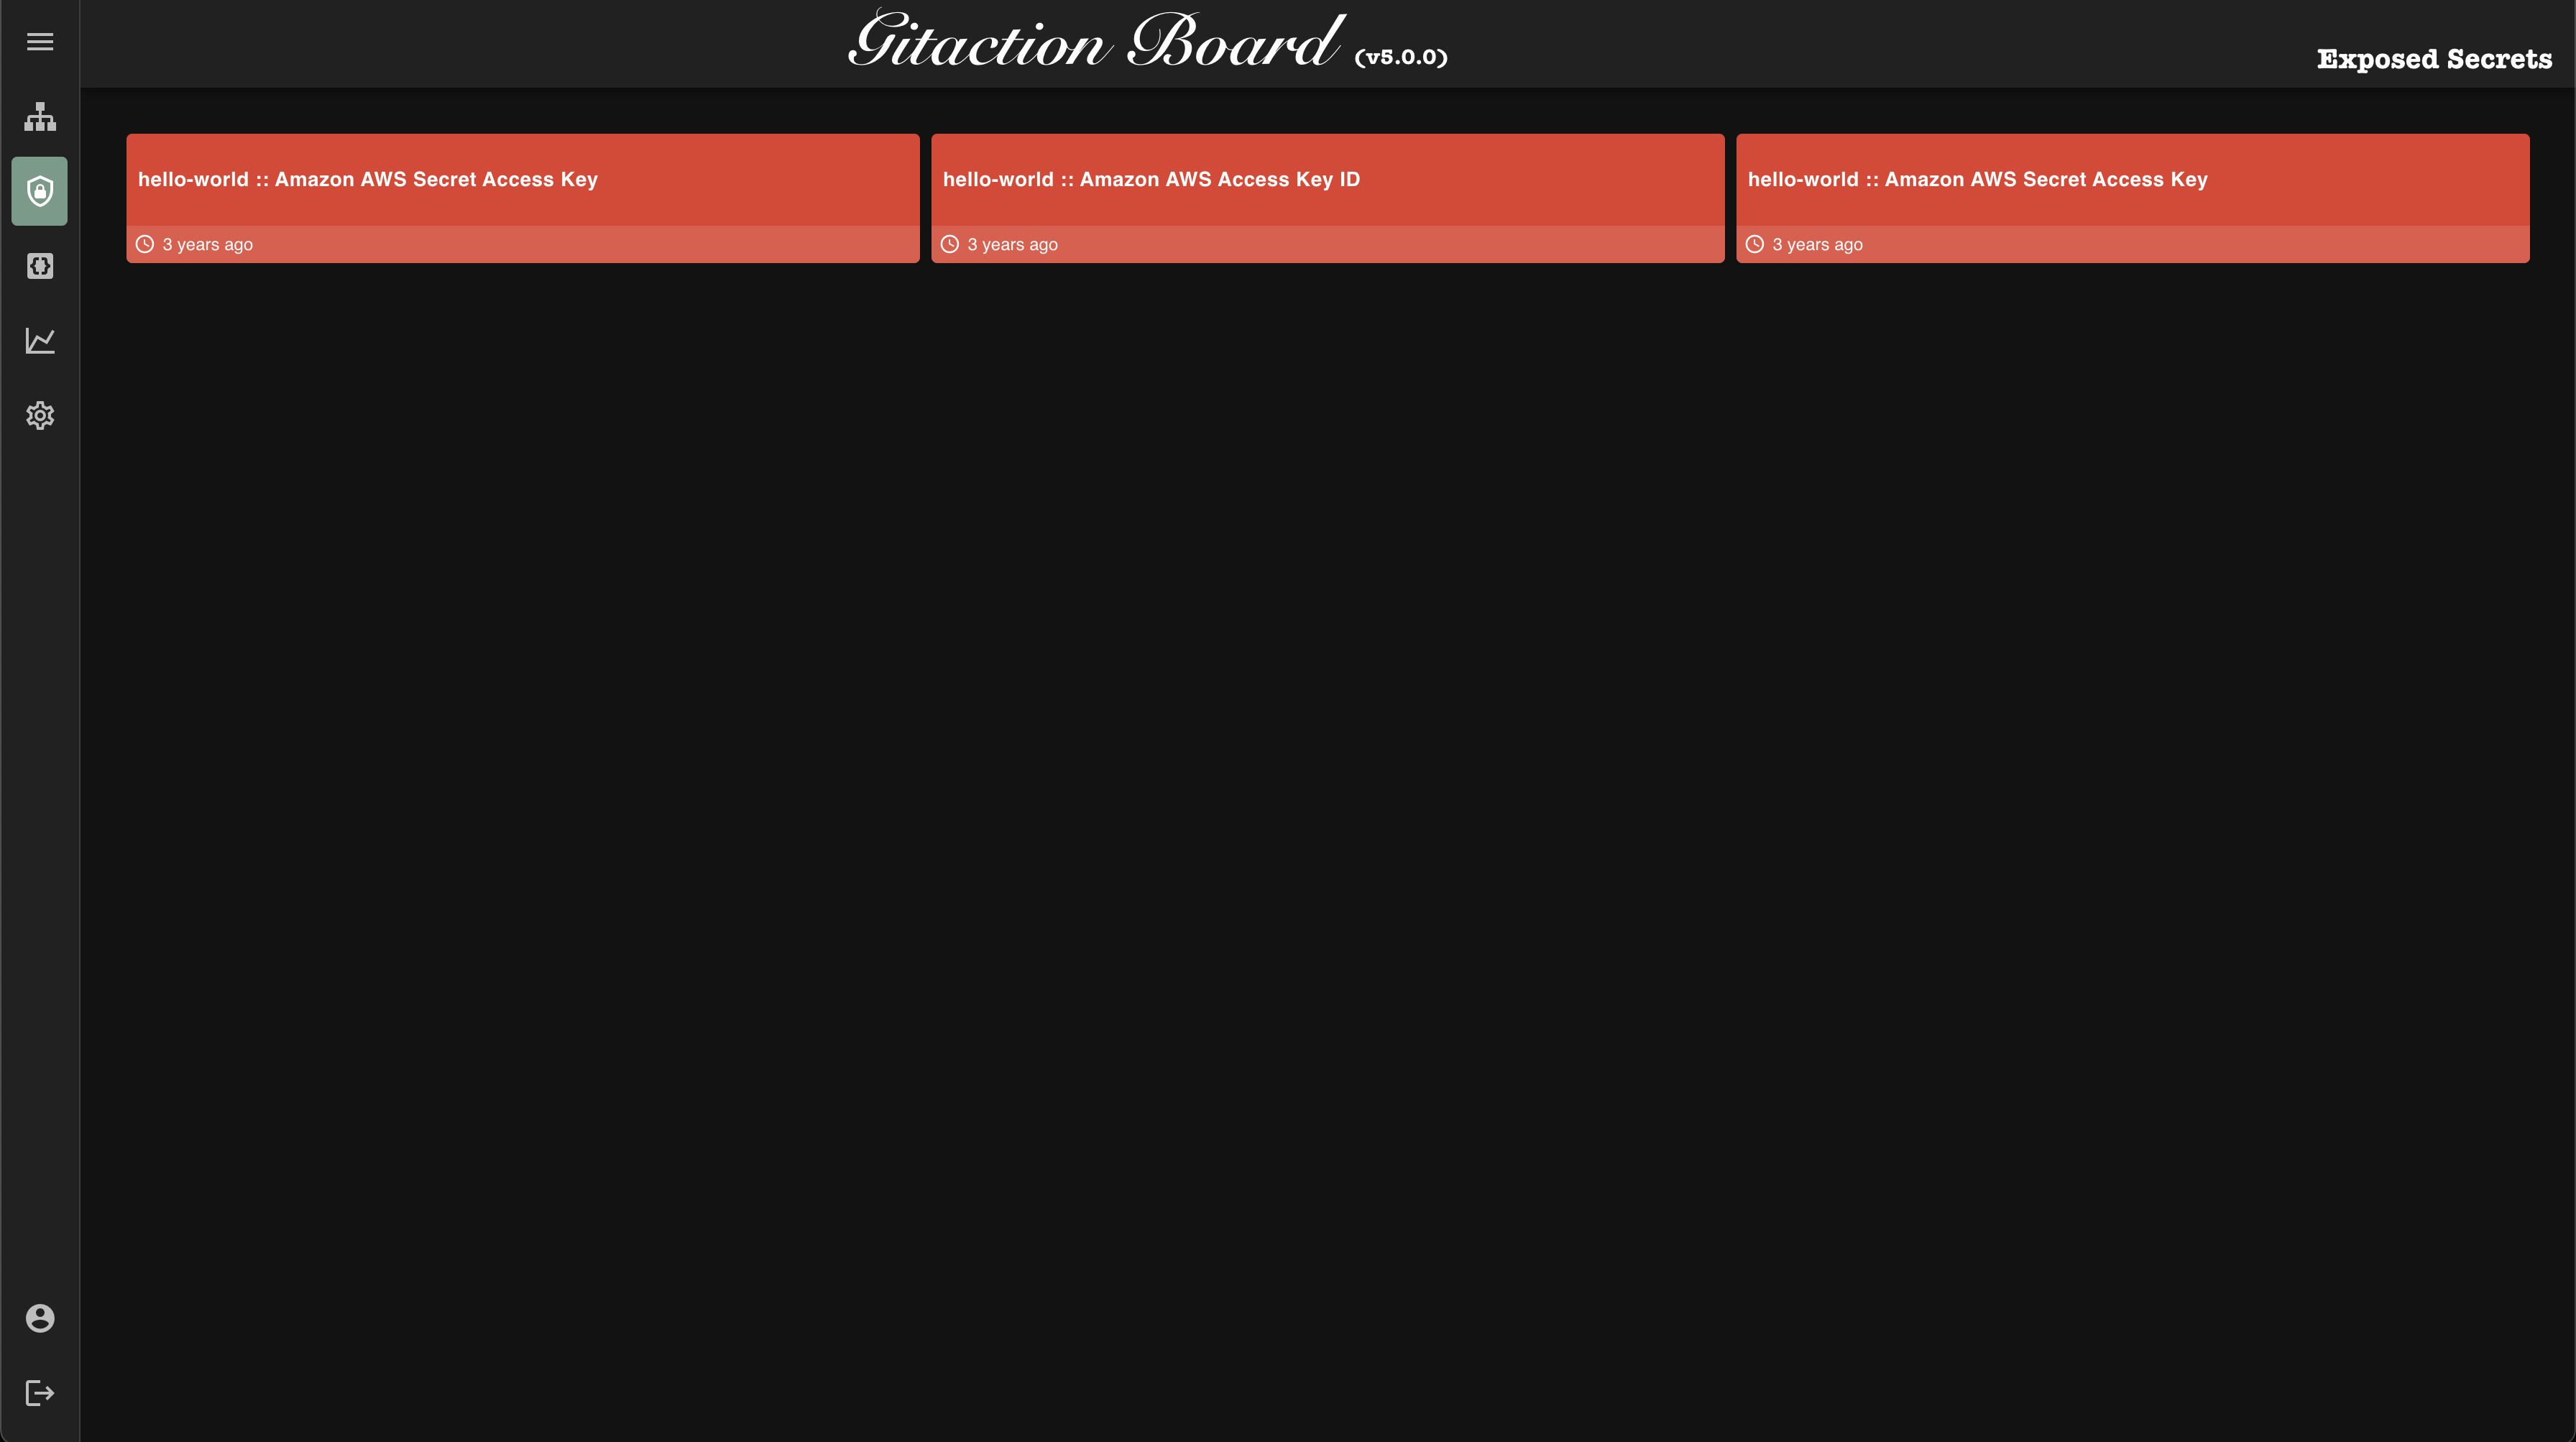 Gitaction Board (v5.0.0)
Exposed Secrets
hello-world :: Amazon AWS Secret Access Key
3 years ago
hello-world :: Amazon AWS Access Key ID
3 years ago
hello-world :: Amazon AWS Secret Access Key
3 years ago